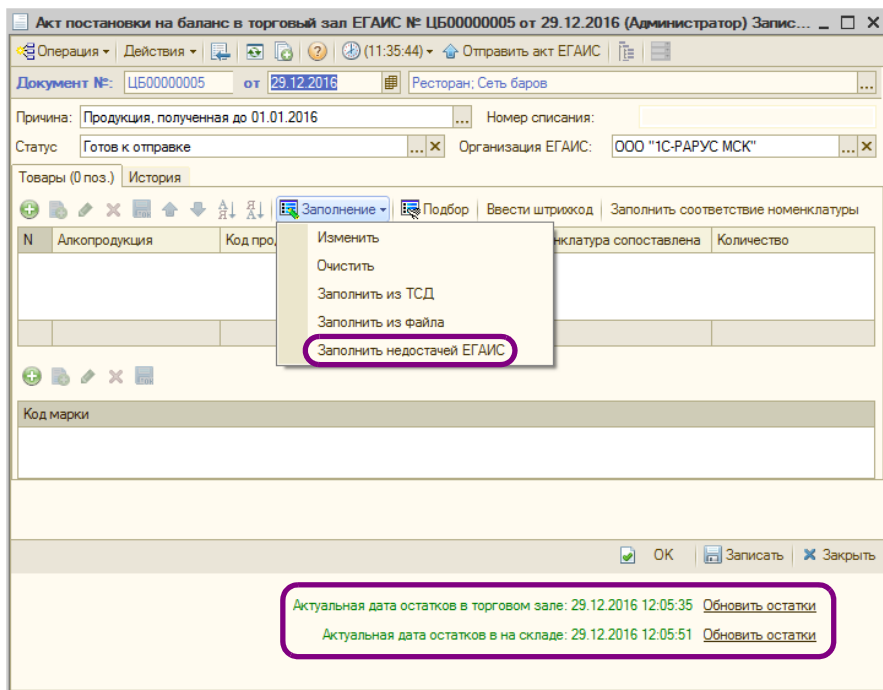 Акт постановки на баланс в торговый зал ЕГАИС № ЦБ00000005 от 29.12.2016 (Администратор) Запис...
Операция Действия (11:35:44) Отправить акт ЕГАИС
Документ №: ЦБ00000005 от 29.12.2016 Ресторан; Сеть баров ...
Причина: Продукция, полученная до 01.01.2016 ... Номер списания:
Статус Готов к отправке ... Организация ЕГАИС: ООО "1С-РАРУС МСК" ...
Товары (0 поз.) История
Заполнение Подбор Ввести штрихкод Заполнить соответствие номенклатуры
N Алкопродукция Код прод нклатура сопоставлена Количество
Изменить
Очистить
Заполнить из ТСД
Заполнить из файла
Заполнить недостачей ЕГАИС
Код марки
OK Записать Закрыть
Актуальная дата остатков в торговом зале: 29.12.2016 12:05:35 Обновить остатки
Актуальная дата остатков в на складе: 29.12.2016 12:05:51 Обновить остатки